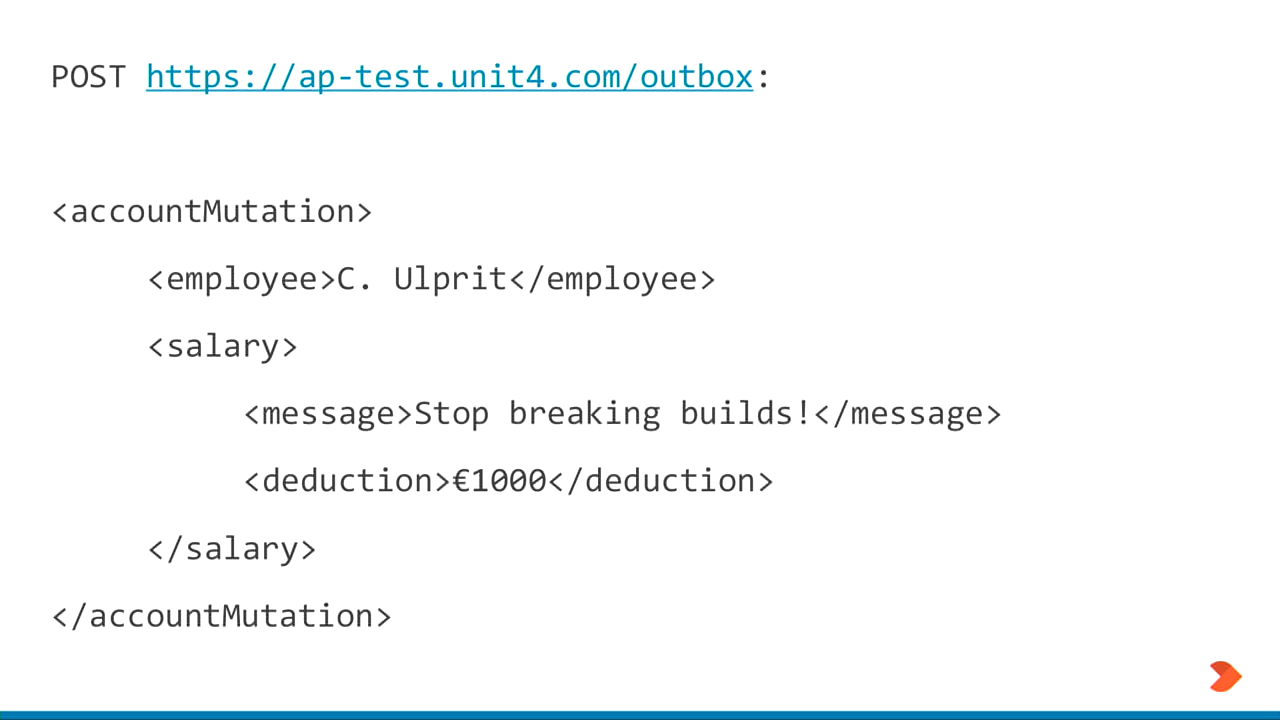 POST https://ap-test.unit4.com/outbox:
<accountMutation>
<employee>C. Ulprit</employee>
<salary>
<message>Stop breaking builds!</message>
<deduction>€1000</deduction>
</salary>
</accountMutation>